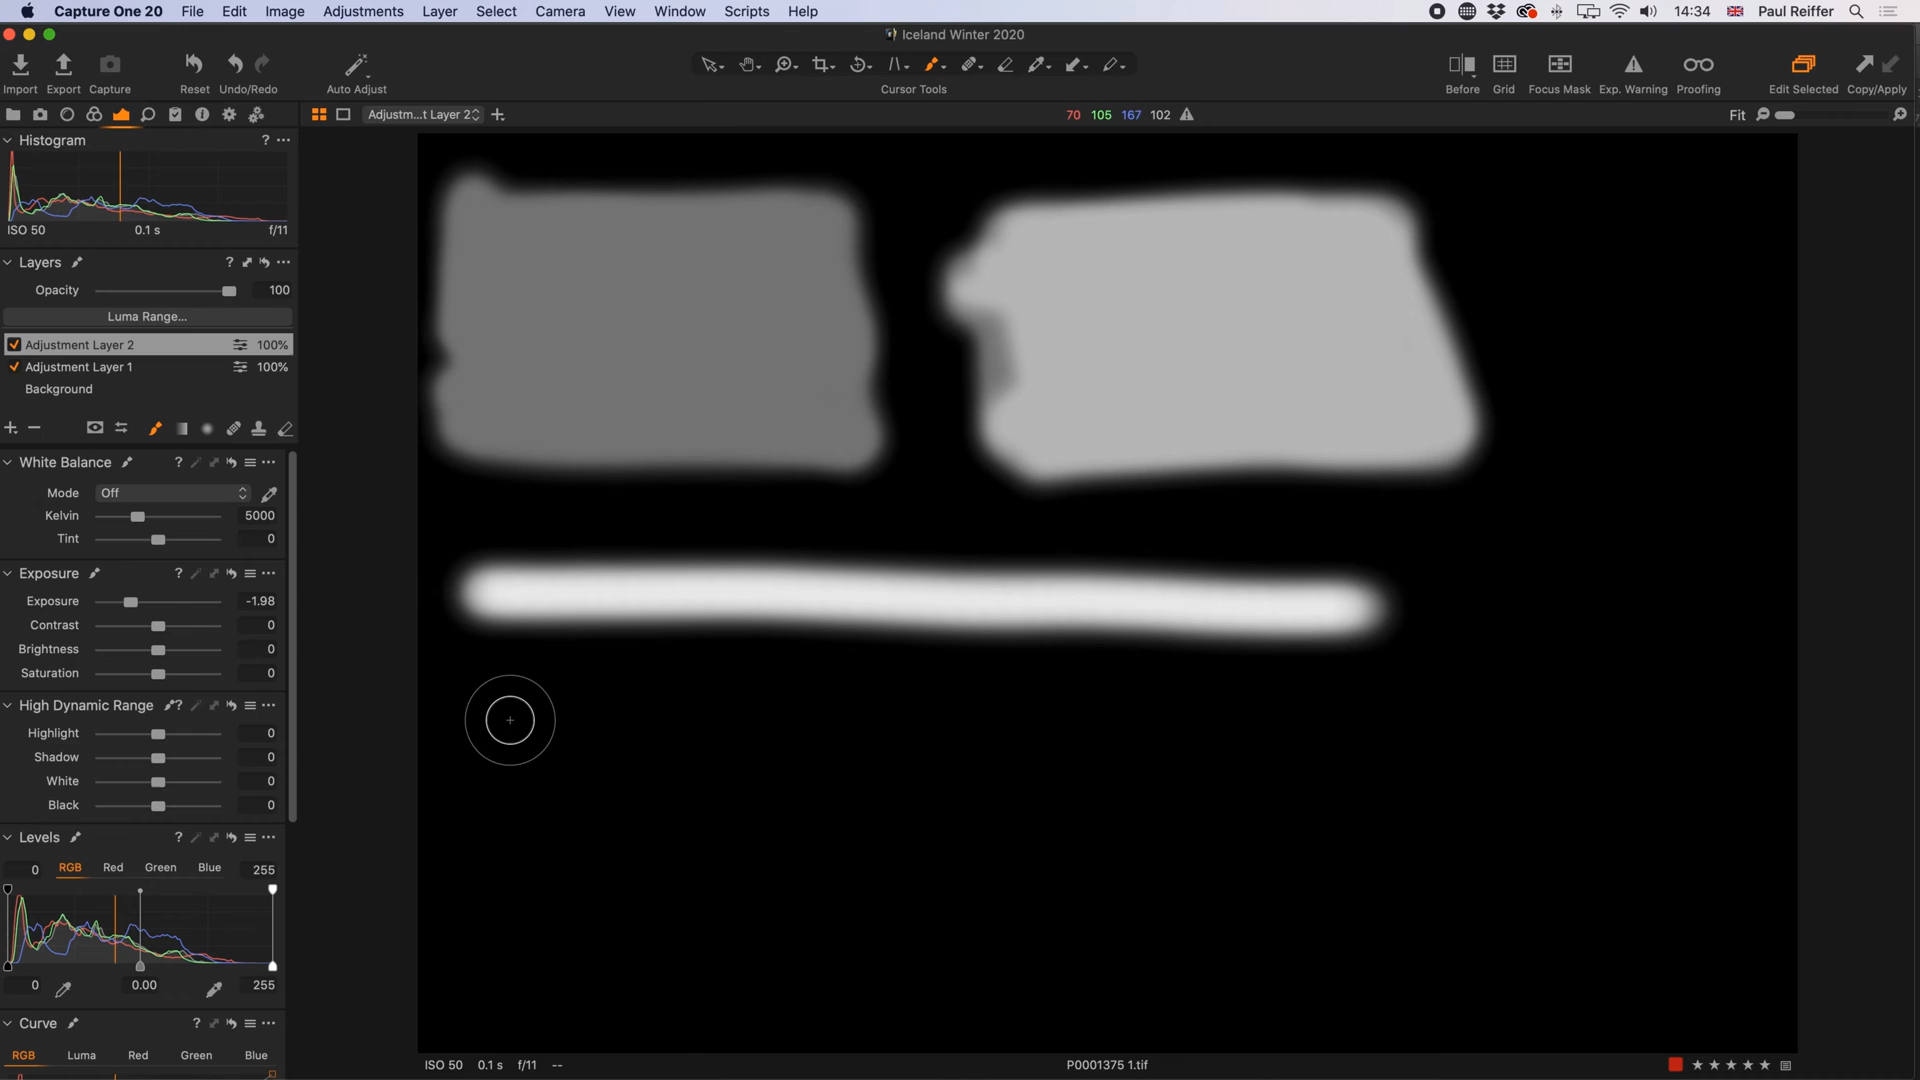 Capture One 20 File Edit Image Adjustments Layer Select Camera View Window Scripts Help 14:34 Paul Reiffer
Iceland Winter 2020
Import Export Capture Reset Undo/Redo Auto Adjust Cursor Tools Before Grid Focus Mask Exp. Warning Proofing Edit Selected Copy/Apply
Adjustm...t Layer 2 70 105 167 102 Fit
Histogram ?
ISO 50 0.1 s f/11
Layers ?
Opacity 100
Luma Range...
Adjustment Layer 2 100%
Adjustment Layer 1 100%
Background
White Balance ?
Mode Off
Kelvin 5000
Tint 0
Exposure ?
Exposure -1.98
Contrast 0
Brightness 0
Saturation 0
High Dynamic Range ?
Highlight 0
Shadow 0
White 0
Black 0
Levels ?
0 RGB Red Green Blue 255
0 0.00 255
Curve ?
RGB Luma Red Green Blue
ISO 50 0.1 s f/11 -- P0001375 1.tif